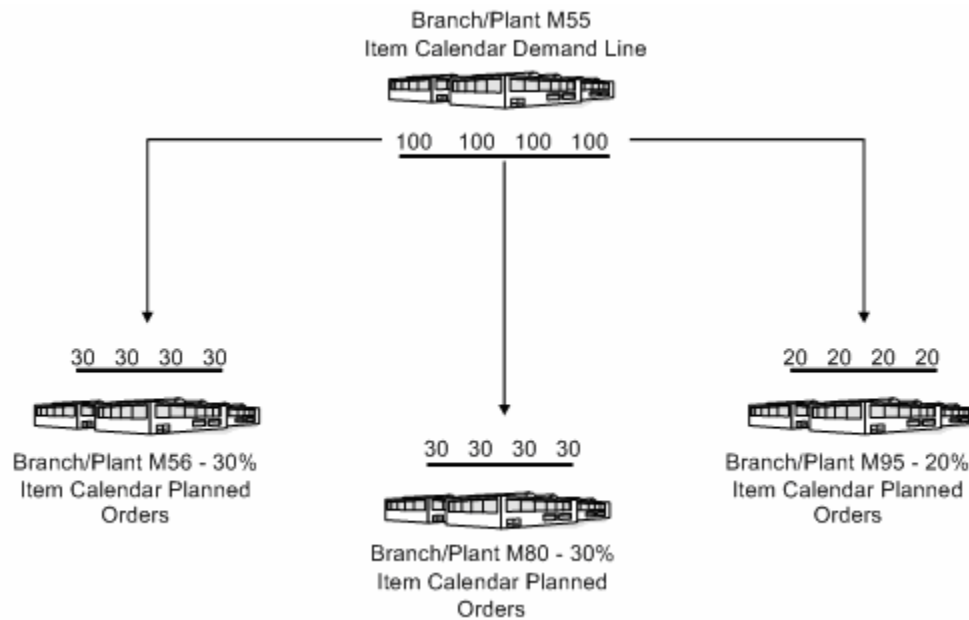 Branch/Plant M55
Item Calendar Demand Line
100 100 100 100
30 30 30 30
Branch/Plant M56 - 30%
Item Calendar Planned
Orders
30 30 30 30
Branch/Plant M80 - 30%
Item Calendar Planned
Orders
20 20 20 20
Branch/Plant M95 - 20%
Item Calendar Planned
Orders